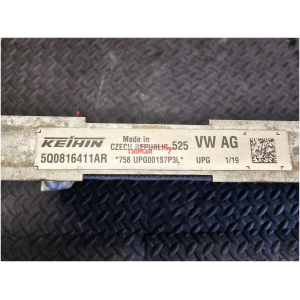 KEIHIN Made in CZECH REPUBLIC 525 VW AG
5Q0816411AR *758 UPG001S7P3L* UPG 1/19